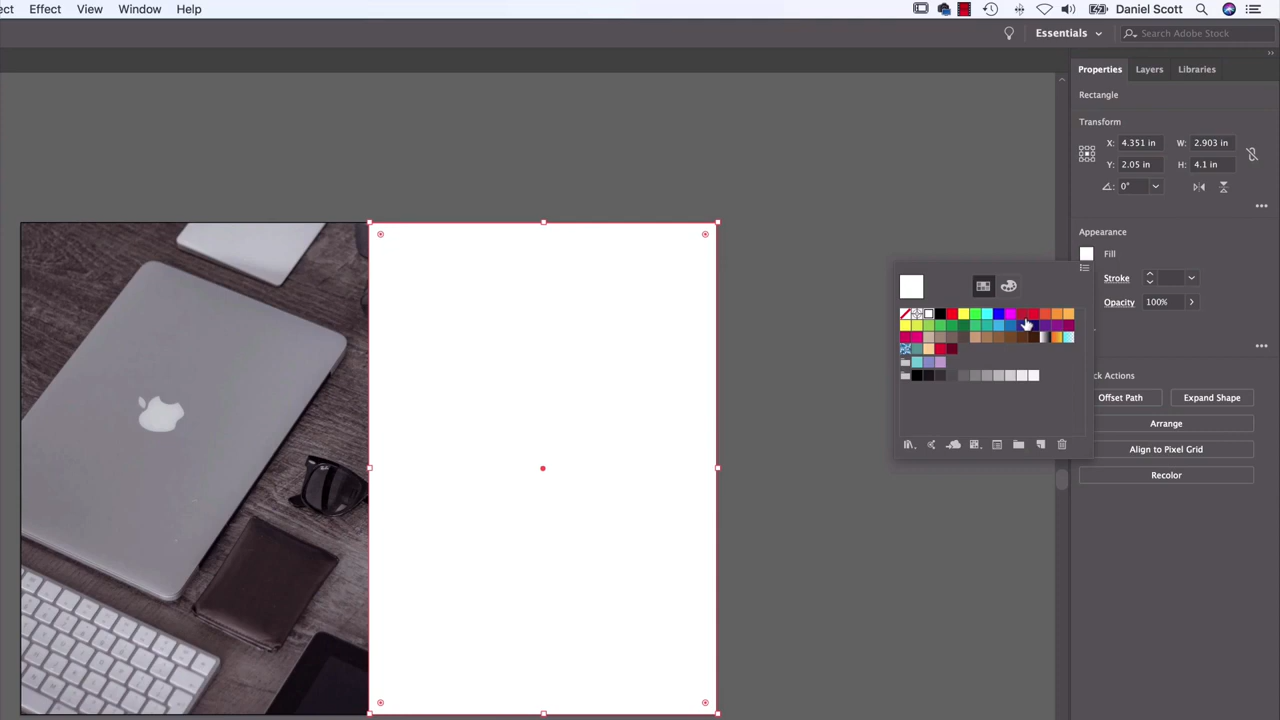 ect Effect View Window Help Daniel Scott
Essentials Search Adobe Stock
Properties Layers Libraries
Rectangle
Transform
X: 4.351 in W: 2.903 in
Y: 2.05 in H: 4.1 in
0°
Appearance
Fill
Stroke
Opacity 100%
ck Actions
Offset Path Expand Shape
Arrange
Align to Pixel Grid
Recolor